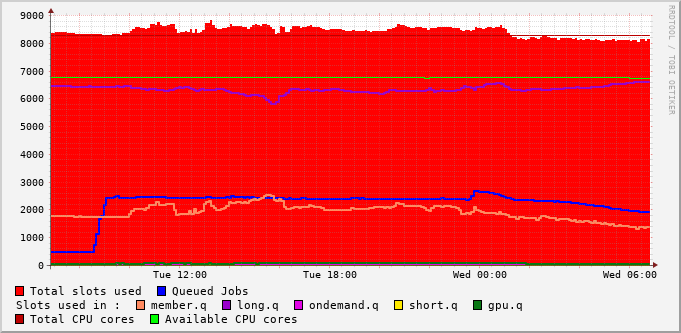 9000
8000
7000
6000
5000
4000
3000
2000
1000
0
Tue 12:00 Tue 18:00 Wed 00:00 Wed 06:00
RRDTOOL / TOBI OETIKER
Total slots used Queued Jobs
Slots used in : member.q long.q ondemand.q short.q gpu.q
Total CPU cores Available CPU cores